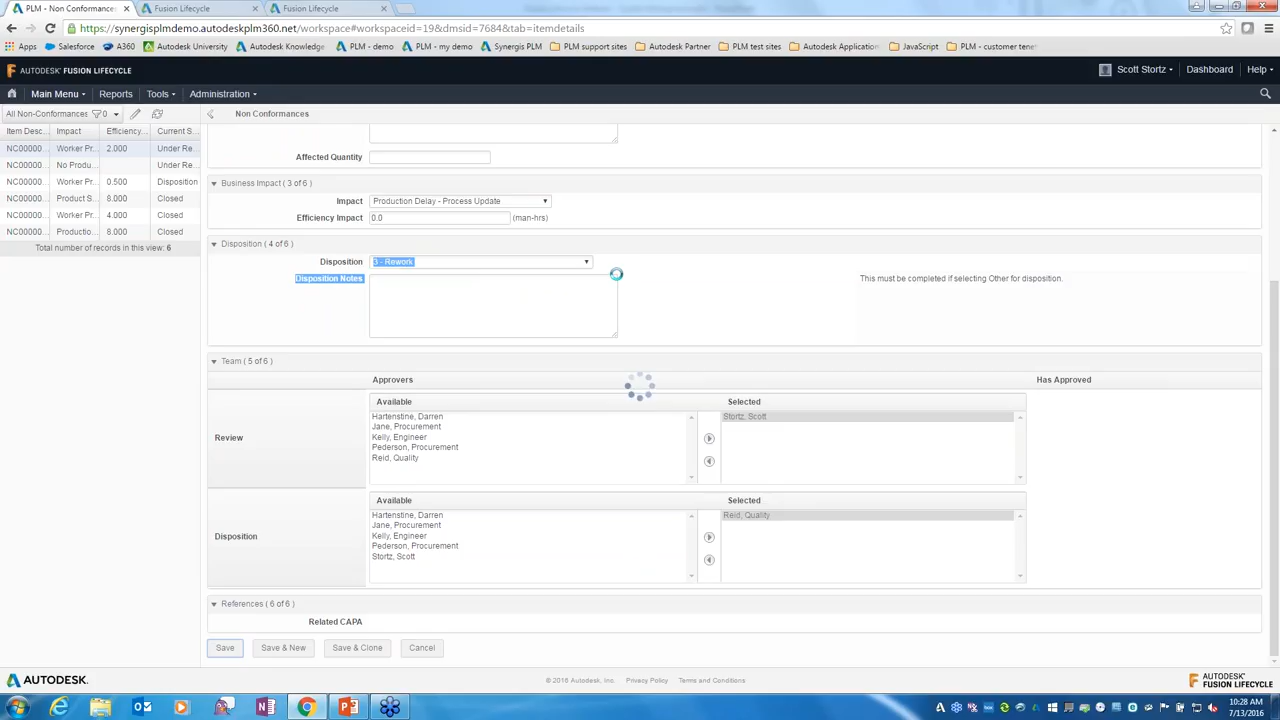 PLM - Non Conformances
Fusion Lifecycle
Fusion Lifecycle
https://synergisplmdemo.autodeskplm360.net/workspace#workspaceid=19&dmsid=7684&tab=itemdetails
Apps Salesforce A360 Autodesk University Autodesk Knowledge PLM - demo PLM - my demo Synergis PLM PLM support sites Autodesk Partner PLM test sites Autodesk Application JavaScript PLM - customer tene
AUTODESK® FUSION LIFECYCLE
Scott Stortz Dashboard Help
Main Menu Reports Tools Administration
All Non-Conformances 0
Non Conformances
Item Desc... Impact Efficiency... Current S...
NC00000... Worker Pr... 2.000 Under Re...
NC00000... No Produ... Under Re...
NC00000... Worker Pr... 0.500 Disposition
NC00000... Product S... 8.000 Closed
NC00000... Worker Pr... 4.000 Closed
NC00000... Productio... 8.000 Closed
Total number of records in this view: 6
Affected Quantity
Business Impact ( 3 of 6 )
Impact Production Delay - Process Update
Efficiency Impact 0.0 (man-hrs)
Disposition ( 4 of 6 )
Disposition 3 - Rework
Disposition Notes This must be completed if selecting Other for disposition.
Team ( 5 of 6 )
Approvers Has Approved
Review
Available Selected
Hartenstine, Darren Stortz, Scott
Jane, Procurement
Kelly, Engineer
Pederson, Procurement
Reid, Quality
Disposition
Available Selected
Hartenstine, Darren Reid, Quality
Jane, Procurement
Kelly, Engineer
Pederson, Procurement
Stortz, Scott
References ( 6 of 6 )
Related CAPA
Save Save & New Save & Clone Cancel
AUTODESK. © 2016 Autodesk, Inc. Privacy Policy Terms and Conditions AUTODESK® FUSION LIFECYCLE
10:28 AM
7/13/2016